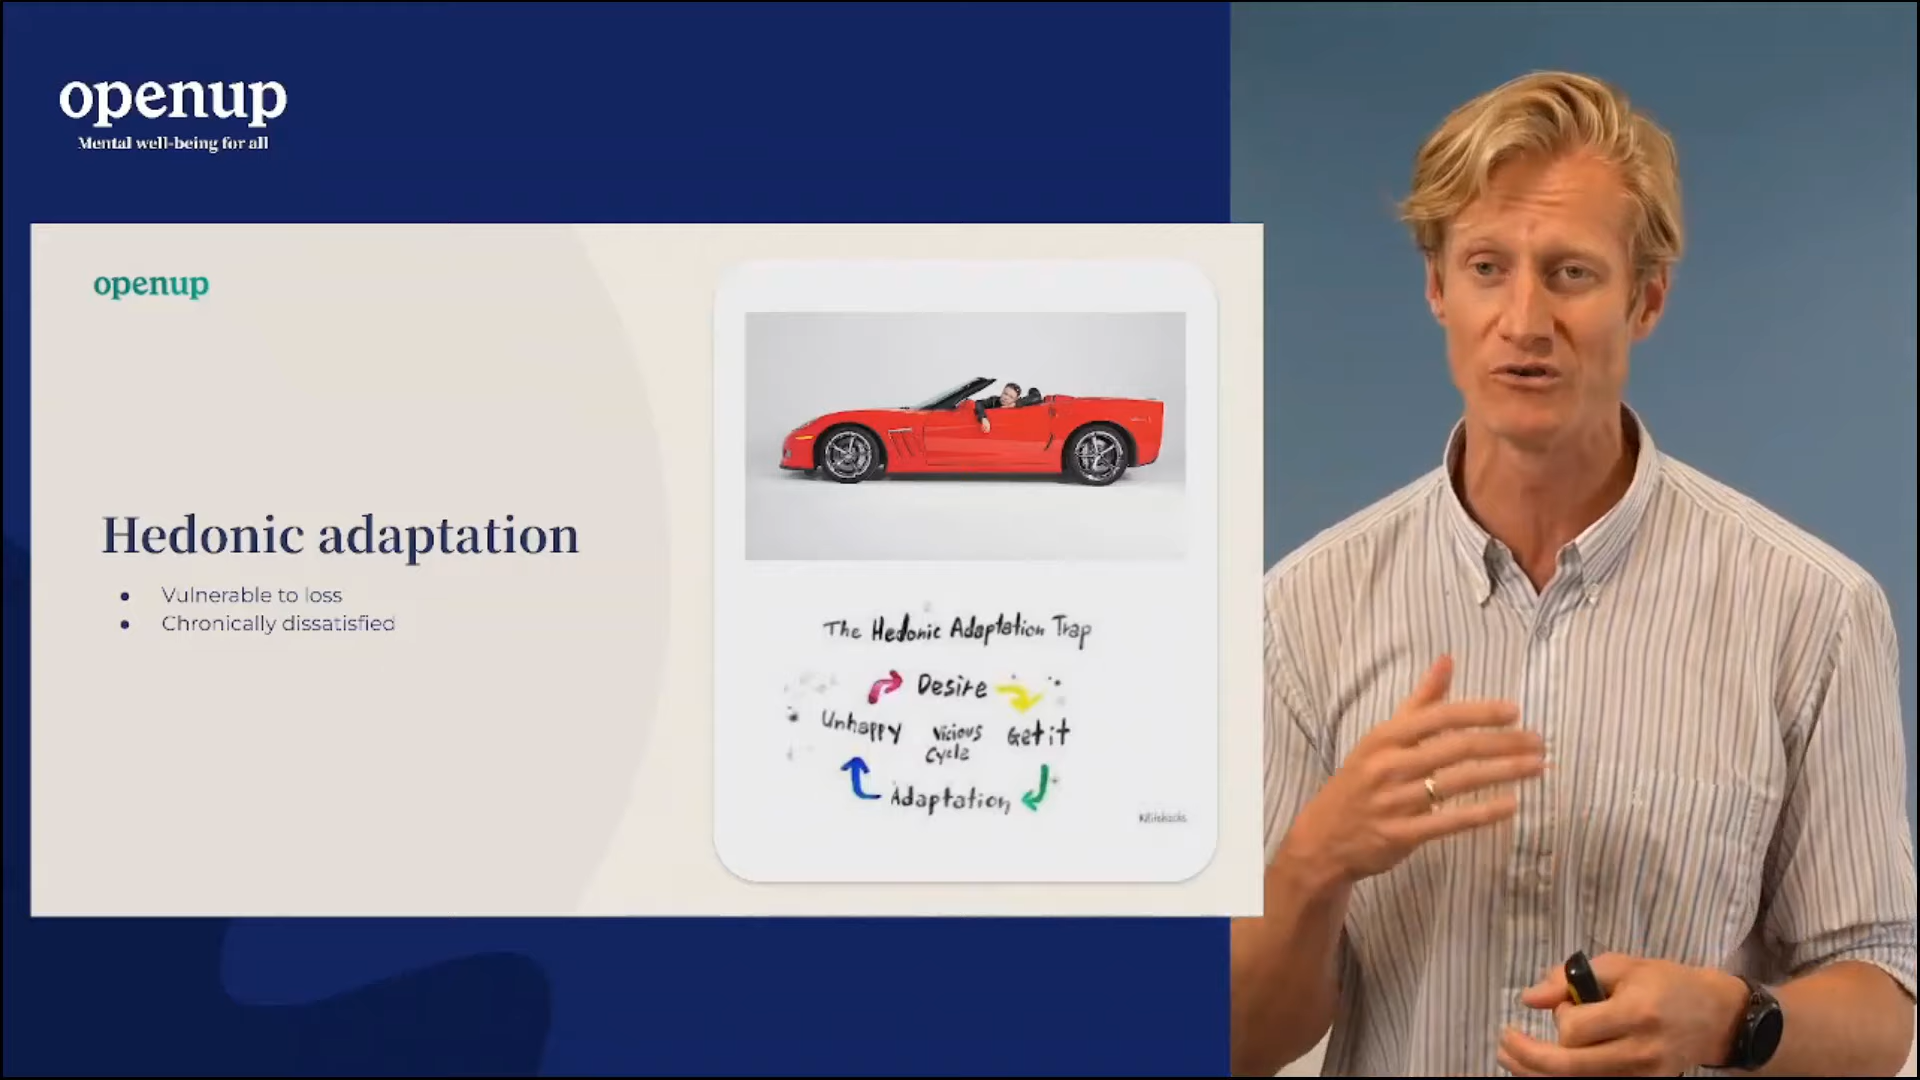 openup
Mental well-being for all
openup
Hedonic adaptation
Vulnerable to loss
Chronically dissatisfied
The Hedonic Adaptation Trap
Desire
Unhappy
Vicious
Cycle
Get it
Adaptation